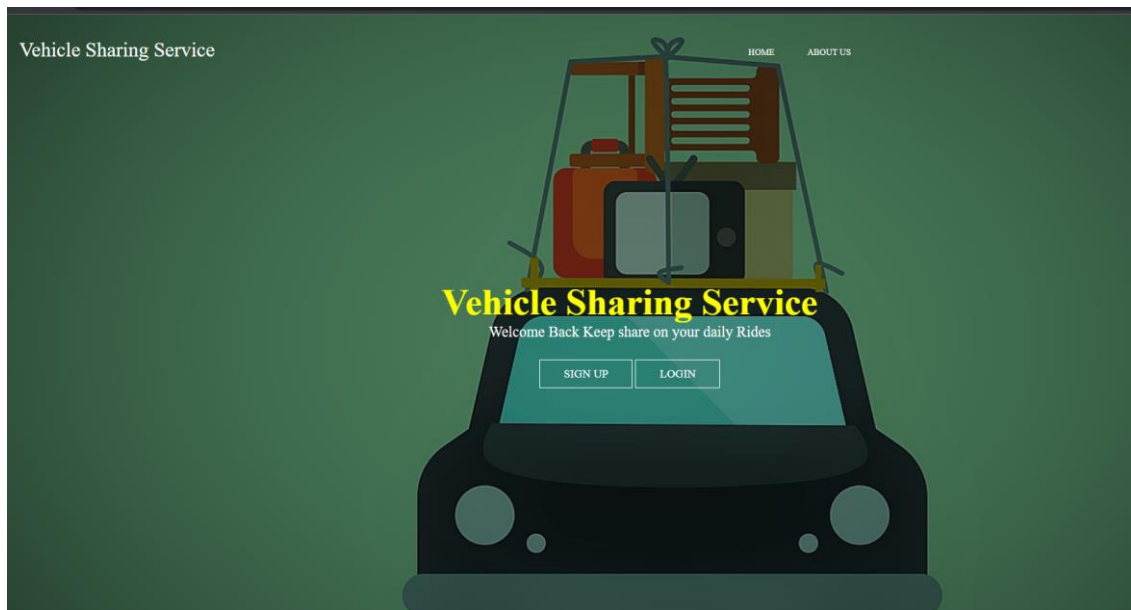 Vehicle Sharing Service
HOME ABOUT US
Vehicle Sharing Service
Welcome Back Keep share on your daily Rides
SIGN UP LOGIN